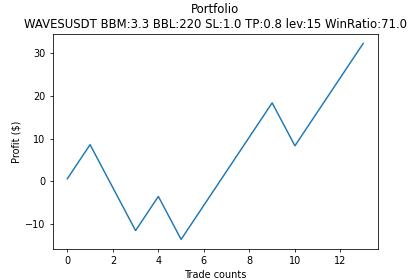 Portfolio
WAVESUSDT BBM:3.3 BBL:220 SL:1.0 TP:0.8 lev:15 WinRatio:71.0
30
20
10
0
−10
Profit ($)
0 2 4 6 8 10 12
Trade counts